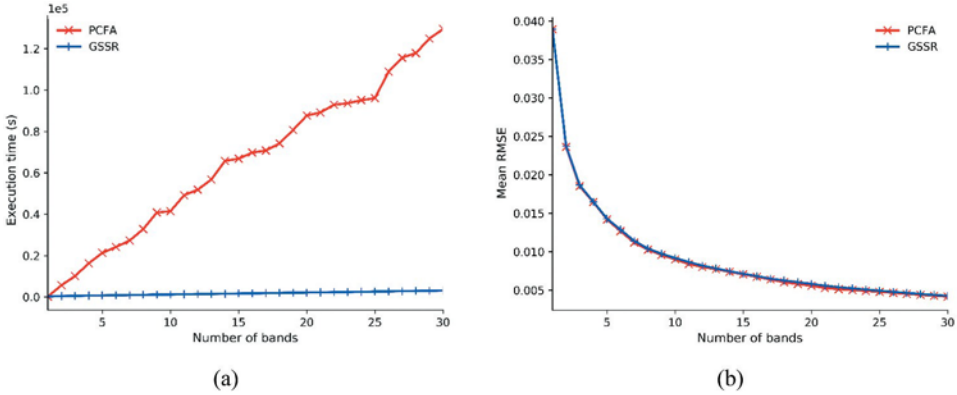 1e5
PCFA
GSSR
1.2
1.0
0.8
0.6
0.4
0.2
0.0
Execution time (s)
5 10 15 20 25 30
Number of bands
(a)
PCFA
GSSR
0.040
0.035
0.030
0.025
0.020
0.015
0.010
0.005
Mean RMSE
5 10 15 20 25 30
Number of bands
(b)